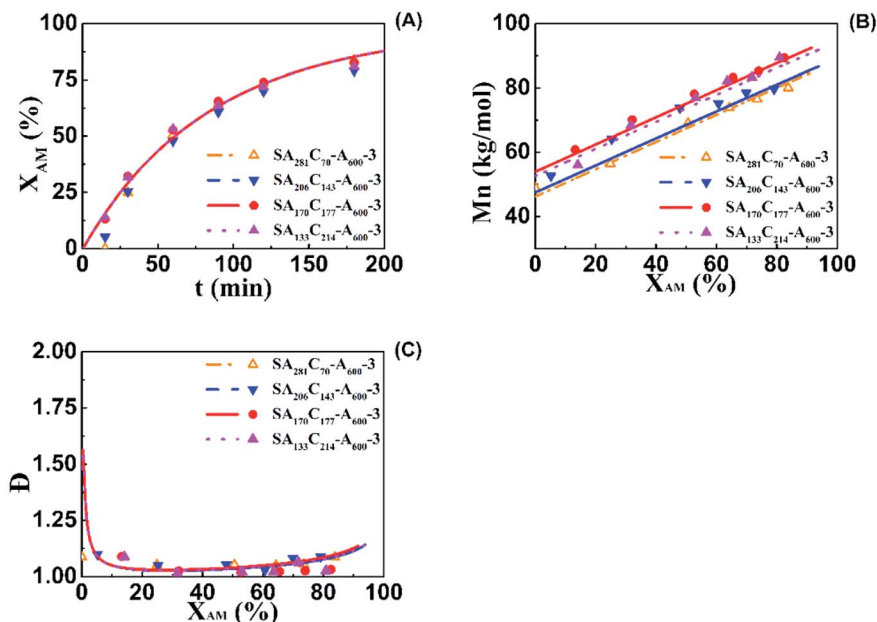 (A)
X_AM (%)
100
75
50
25
0
SA₂₈₁C₇₀-A₆₀₀-3
SA₂₀₆C₁₄₃-A₆₀₀-3
SA₁₇₀C₁₇₇-A₆₀₀-3
SA₁₃₃C₂₁₄-A₆₀₀-3
0 50 100 150 200
t (min)
(B)
Mn (kg/mol)
100
80
60
40
SA₂₈₁C₇₀-A₆₀₀-3
SA₂₀₆C₁₄₃-A₆₀₀-3
SA₁₇₀C₁₇₇-A₆₀₀-3
SA₁₃₃C₂₁₄-A₆₀₀-3
0 20 40 60 80 100
X_AM (%)
(C)
Đ
2.00
1.75
1.50
1.25
1.00
SA₂₈₁C₇₀-A₆₀₀-3
SA₂₀₆C₁₄₃-A₆₀₀-3
SA₁₇₀C₁₇₇-A₆₀₀-3
SA₁₃₃C₂₁₄-A₆₀₀-3
0 20 40 60 80 100
X_AM (%)